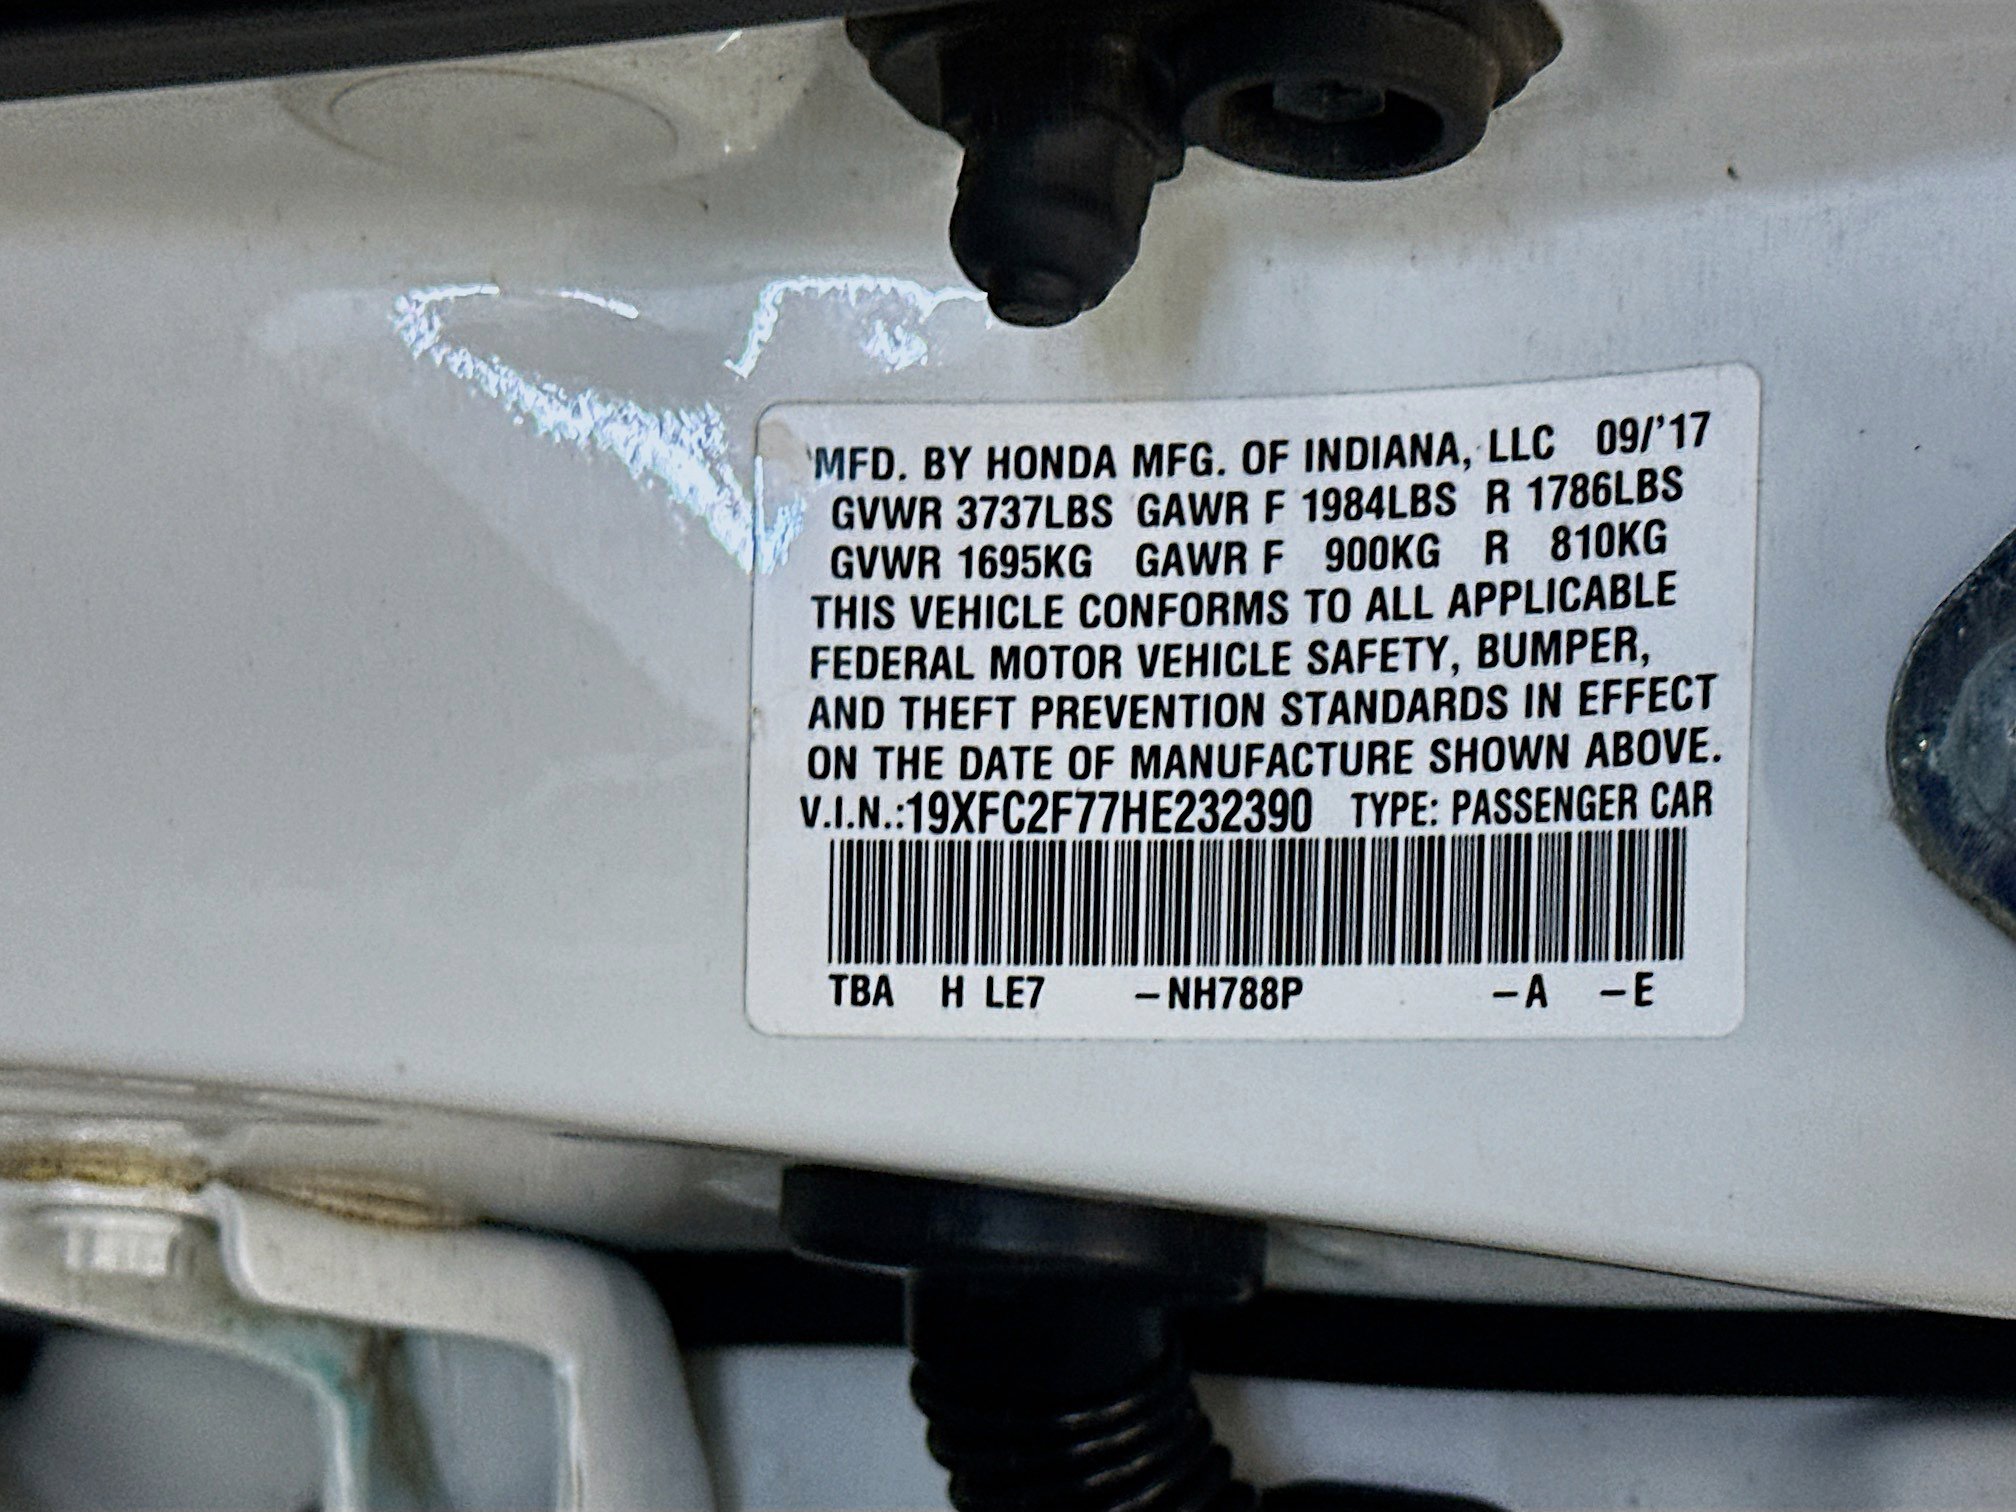 MFD. BY HONDA MFG. OF INDIANA, LLC 09/'17
GVWR 3737LBS GAWR F 1984LBS R 1786LBS
GVWR 1695KG GAWR F 900KG R 810KG
THIS VEHICLE CONFORMS TO ALL APPLICABLE
FEDERAL MOTOR VEHICLE SAFETY, BUMPER,
AND THEFT PREVENTION STANDARDS IN EFFECT
ON THE DATE OF MANUFACTURE SHOWN ABOVE.
V.I.N.:19XFC2F77HE232390 TYPE: PASSENGER CAR
TBA H LE7 –NH788P –A –E